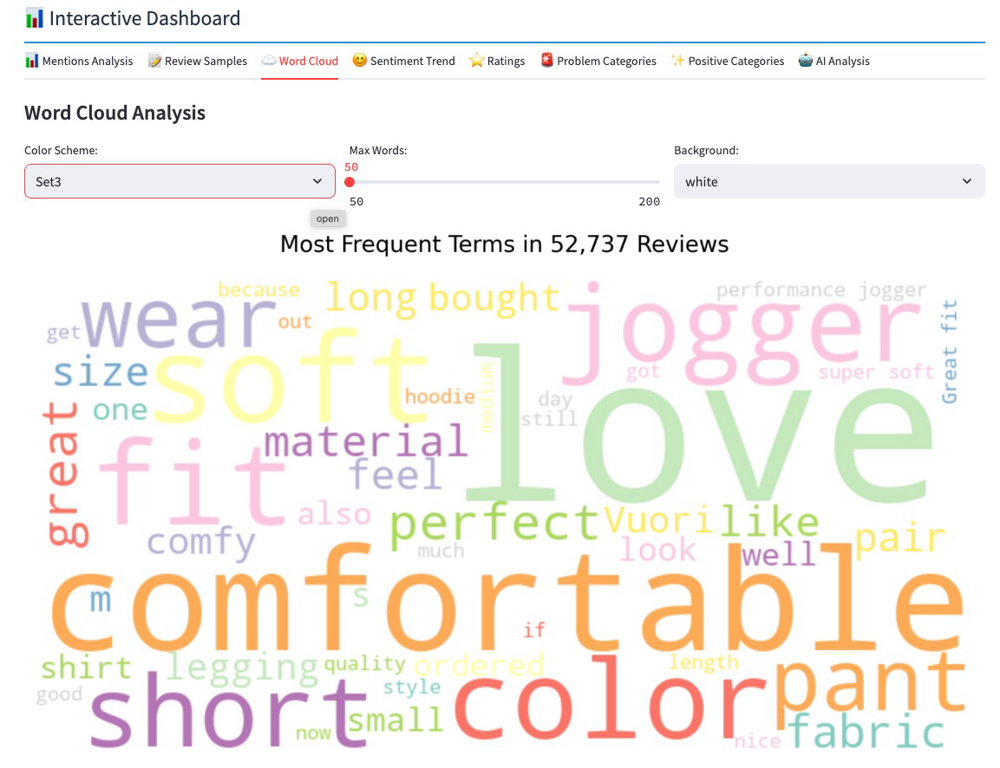 Interactive Dashboard
Mentions Analysis Review Samples Word Cloud Sentiment Trend Ratings Problem Categories Positive Categories AI Analysis
Word Cloud Analysis
Color Scheme: Max Words: Background:
50
Set3 white
50 200
open
Most Frequent Terms in 52,737 Reviews
because long bought performance jogger
get wear out jogger Great fit
size soft got super soft
one hoodie medium day love
still
great material
fit feel
also perfect Vuori like pair
comfy much look well
comfortable
m s
if
shirt legging quality ordered length pant
good short style color
now small nice fabric